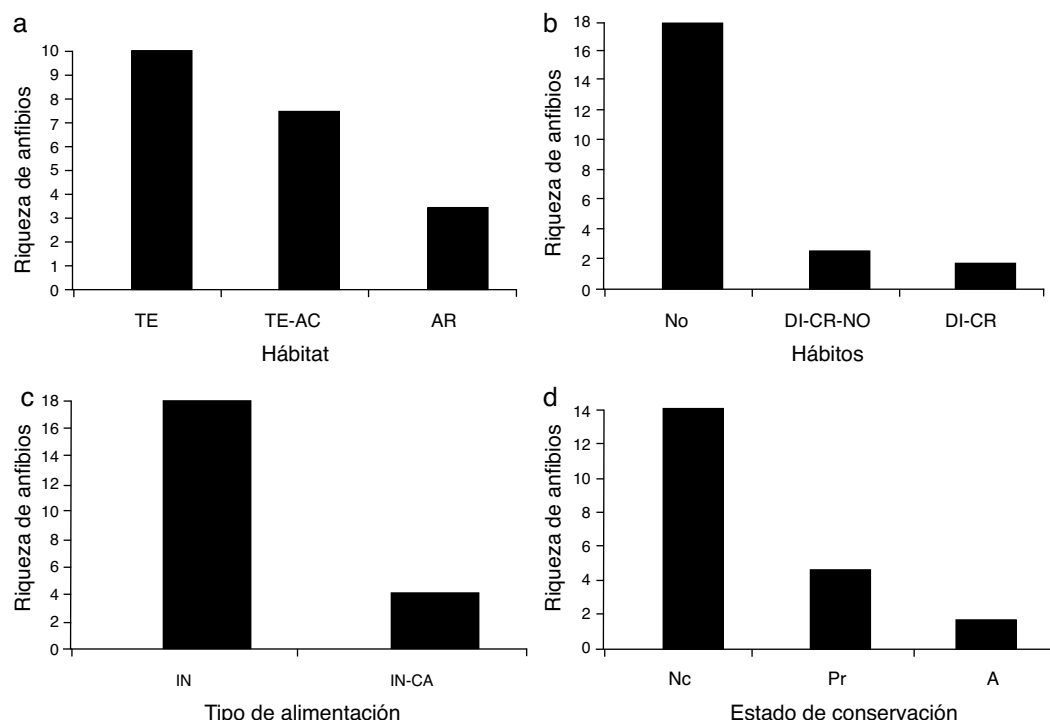 a
Riqueza de anfibios
10
9
8
7
6
5
4
3
2
1
0
TE TE-AC AR
Hábitat
b
Riqueza de anfibios
18
16
14
12
10
8
6
4
2
0
No DI-CR-NO DI-CR
Hábitos
c
Riqueza de anfibios
18
16
14
12
10
8
6
4
2
0
IN IN-CA
Tipo de alimentación
d
Riqueza de anfibios
14
12
10
8
6
4
2
0
Nc Pr A
Estado de conservación